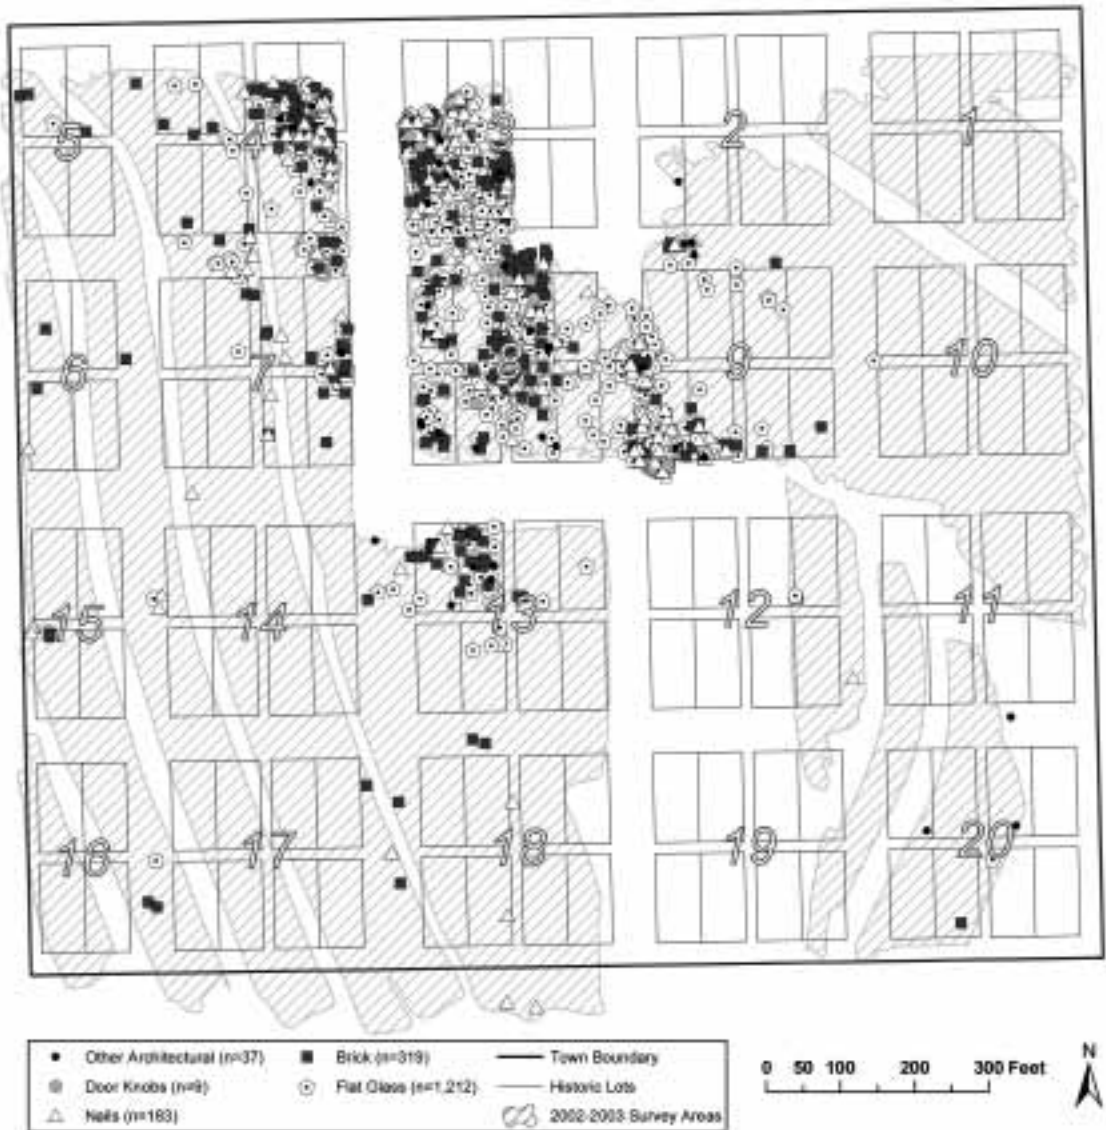 5 4 3 2 1
6 7 8 9 10
15 14 13 12 11
16 17 18 19 20
Other Architectural (n=37) Brick (n=319) Town Boundary
Door Knobs (n=9) Flat Glass (n=1,212) Historic Lots
Nails (n=183) 2002-2003 Survey Areas
0 50 100 200 300 Feet
N